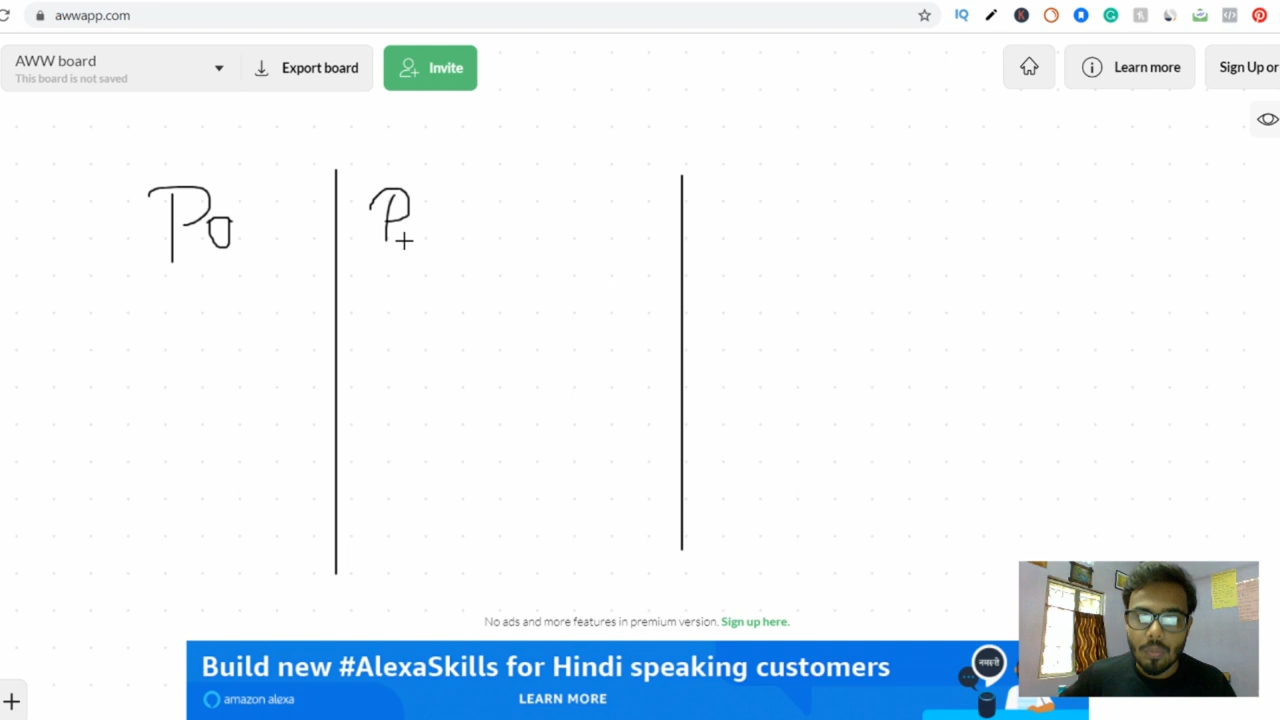 awwapp.com
AWW board
This board is not saved
Export board
Invite
Learn more
Sign Up or
Po
P
No ads and more features in premium version. Sign up here.
Build new #AlexaSkills for Hindi speaking customers
amazon alexa
LEARN MORE
नमस्ते